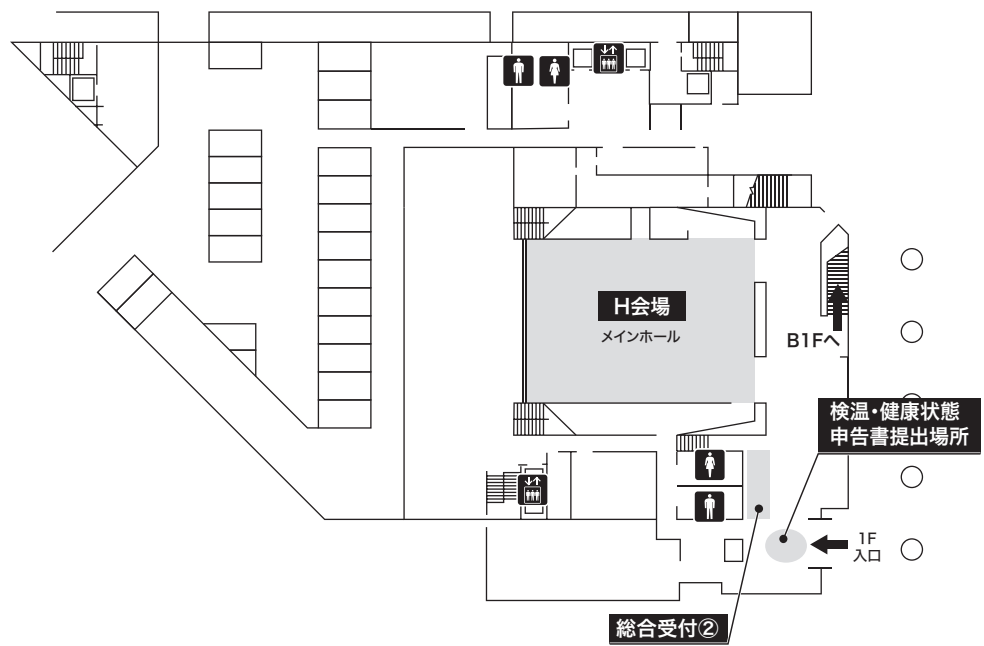 H会場
メインホール
B1Fへ
検温・健康状態
申告書提出場所
1F
入口
総合受付②